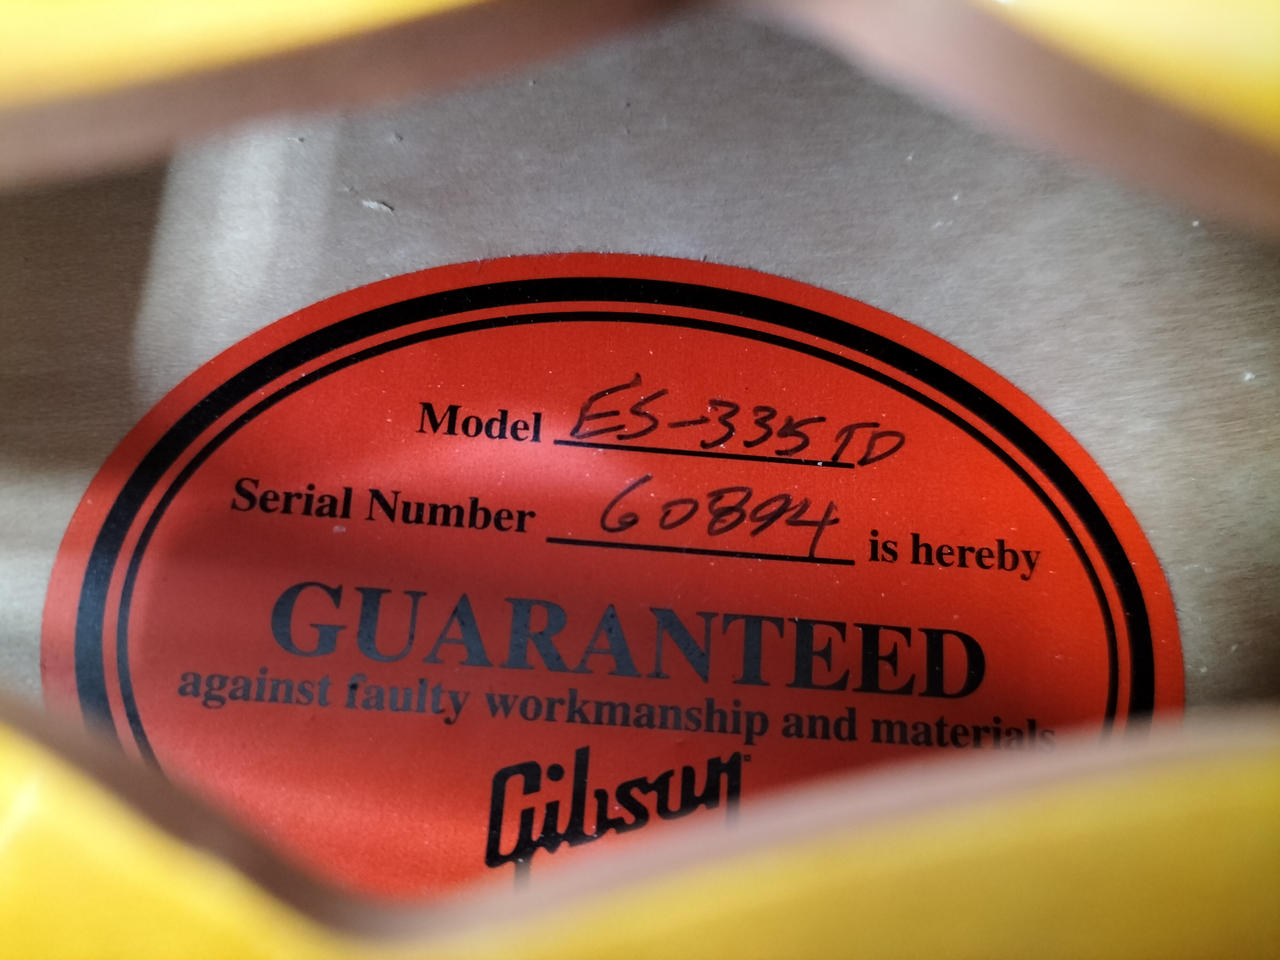 Model ES-335TD
Serial Number 60894 is hereby
GUARANTEED
against faulty workmanship and materials
Gibson